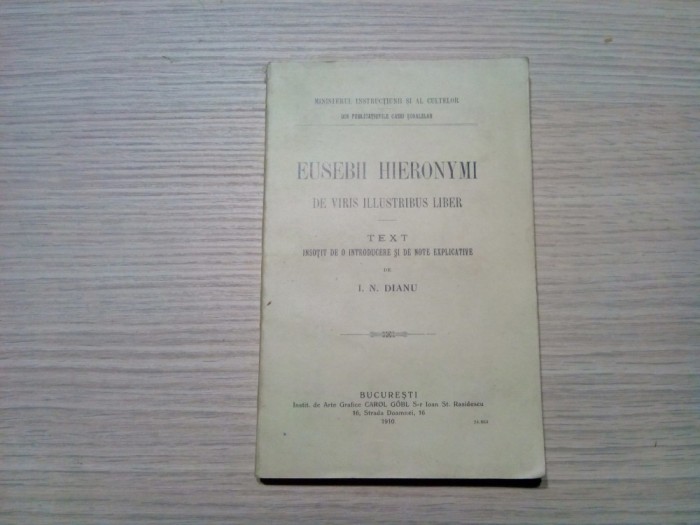 MINISTERUL INSTRUCȚIUNII ȘI AL CULTELOR
DIN PUBLICAȚIUNILE CASEI ȘCOALELOR
EUSEBII HIERONYMI
DE VIRIS ILLUSTRIBUS LIBER
TEXT
INSOȚIT DE O INTRODUCERE ȘI DE NOTE EXPLICATIVE
DE
I. N. DIANU
BUCUREȘTI
Instit. de Arte Grafice CAROL GÖBL S-r Ioan St. Rasidescu
16, Strada Doamnei, 16
1910